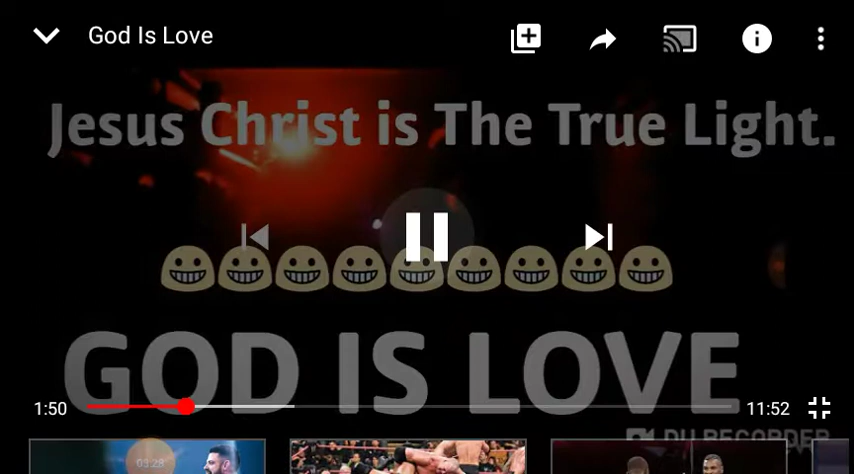 God Is Love
Jesus Christ is The True Light.
GOD IS LOVE
1:50
11:52
DU RECORDER
03:28